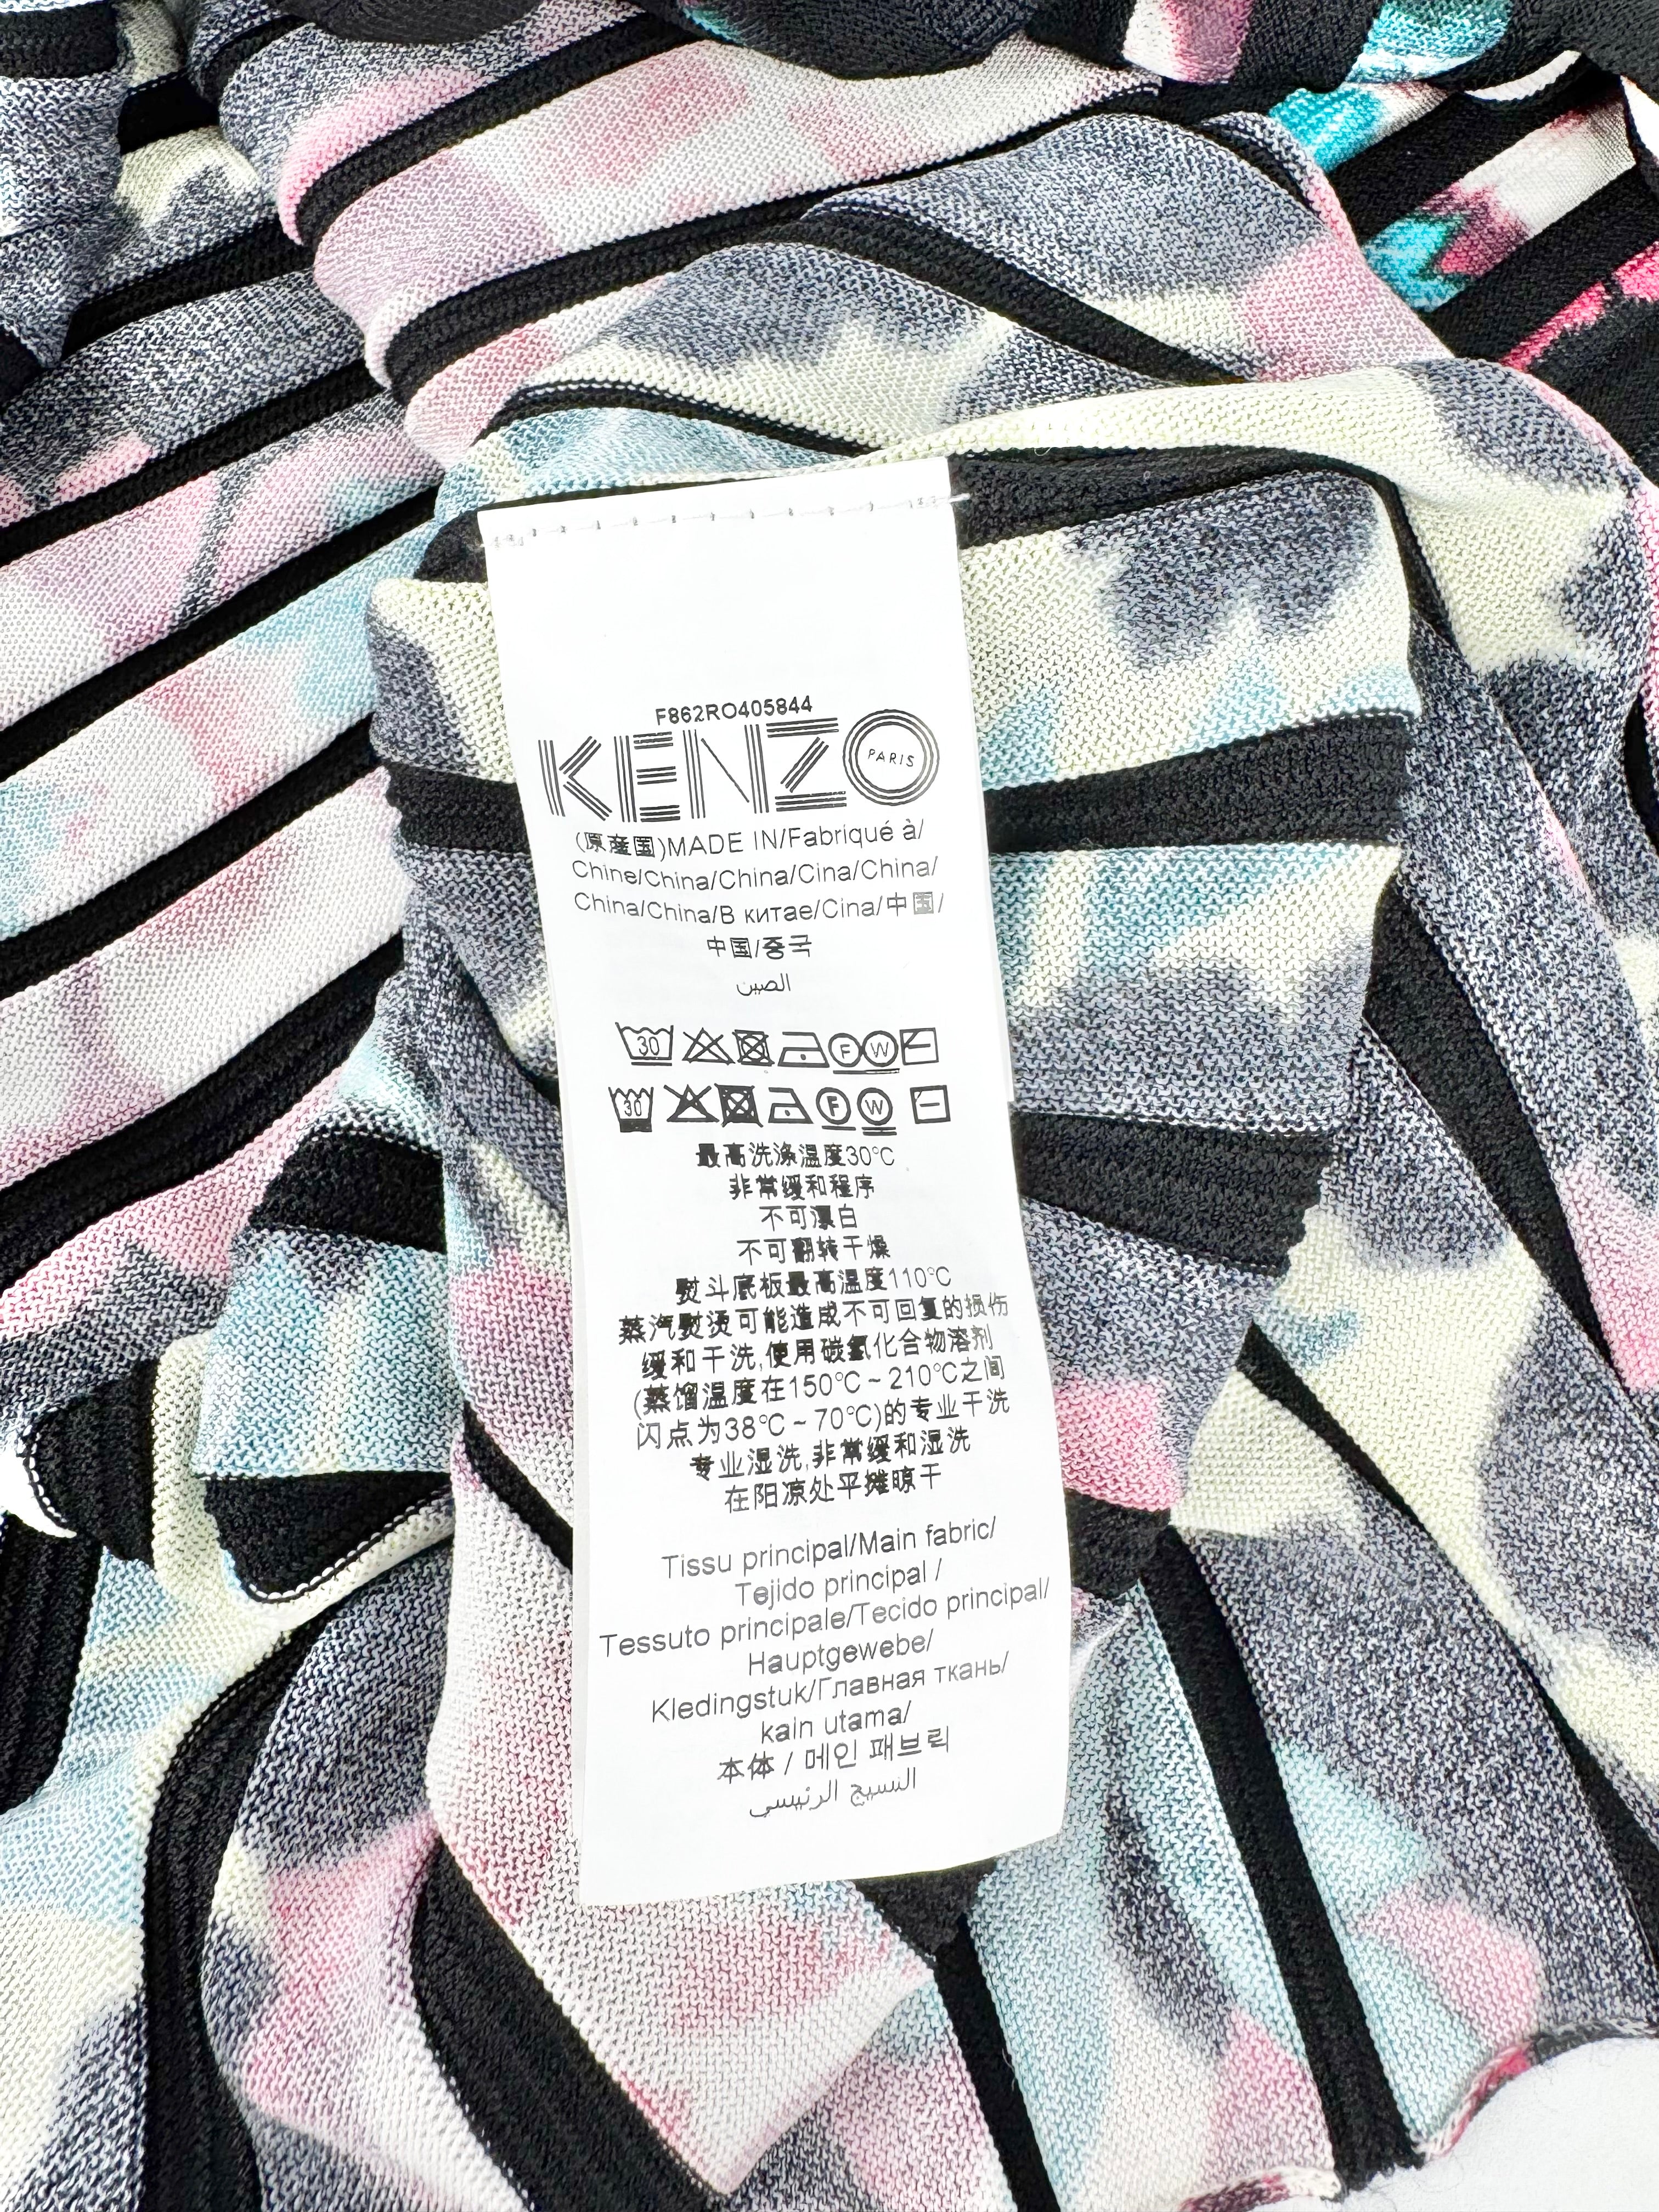 F862RO405844
KENZO PARIS
(原産国)MADE IN/Fabriqué à/
Chine/China/China/Cina/China/
China/China/В китае/Cina/中国/
中国/중국
الصين
30 F W
30 F W
最高洗涤温度30°C
非常缓和程序
不可漂白
不可翻转干燥
熨斗底板最高温度110°C
蒸汽熨烫可能造成不可回复的损伤
缓和干洗,使用碳氢化合物溶剂
(蒸馏温度在150°C~210°C之间
闪点为38°C~70°C)的专业干洗
专业湿洗,非常缓和湿洗
在阳凉处平摊晾干
Tissu principal/Main fabric/
Tejido principal /
Tessuto principale/Tecido principal/
Hauptgewebe/
Kledingstuk/Главная ткань/
kain utama/
本体 / 메인 패브릭
النسيج الرئيسي